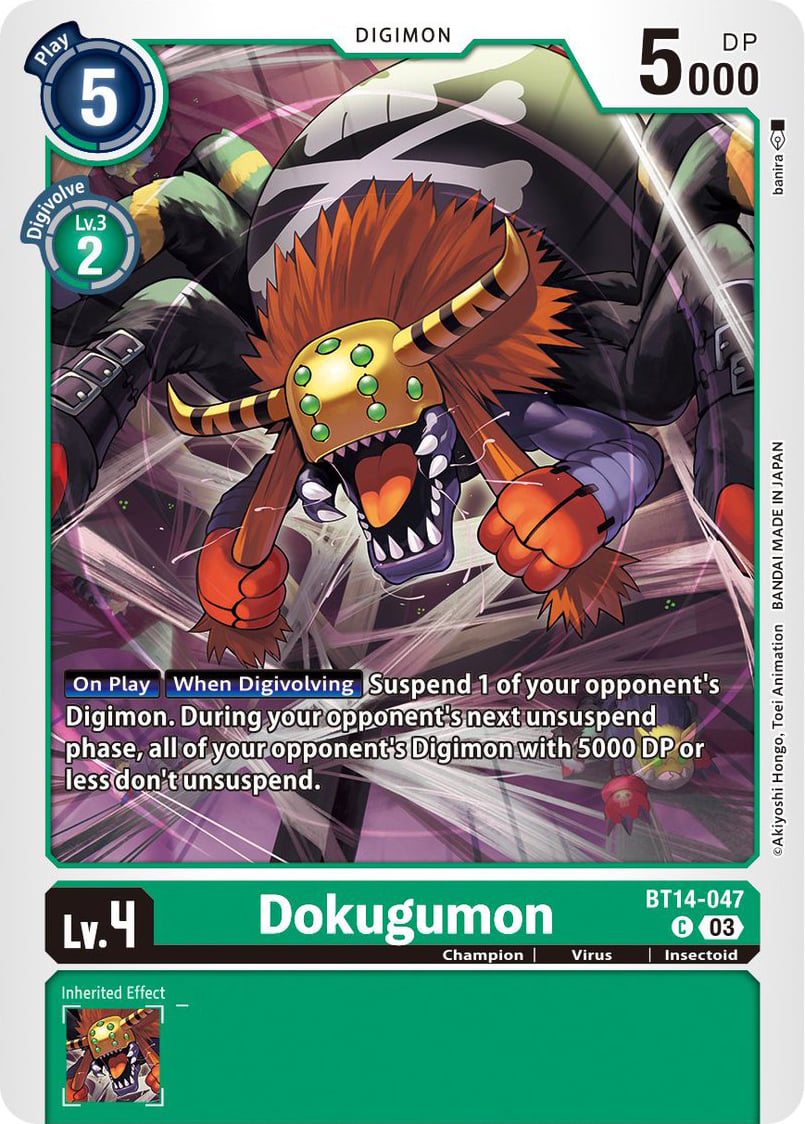 Play
5
DIGIMON
DP
5000
Digivolve
Lv.3
2
banira
BANDAI MADE IN JAPAN
©Akiyoshi Hongo, Toei Animation
On Play When Digivolving Suspend 1 of your opponent's
Digimon. During your opponent's next unsuspend
phase, all of your opponent's Digimon with 5000 DP or
less don't unsuspend.
Lv.4
Dokugumon
BT14-047
C 03
Champion | Virus | Insectoid
Inherited Effect –